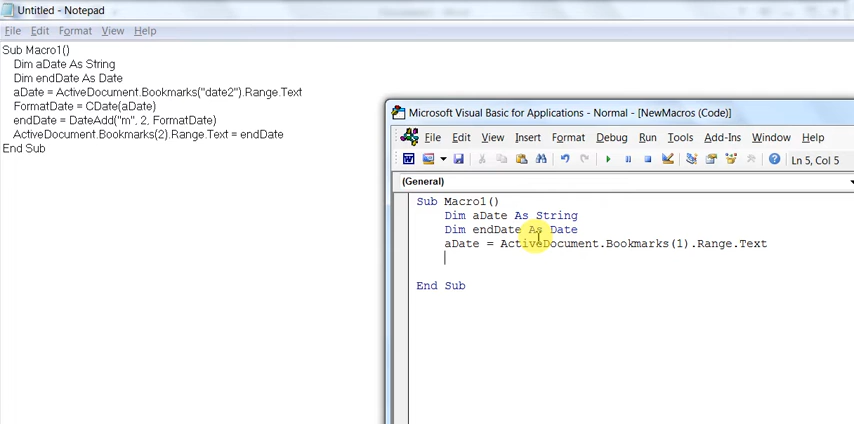 Untitled - Notepad
File Edit Format View Help
Sub Macro1()
Dim aDate As String
Dim endDate As Date
aDate = ActiveDocument.Bookmarks("date2").Range.Text
FormatDate = CDate(aDate)
endDate = DateAdd("m", 2, FormatDate)
ActiveDocument.Bookmarks(2).Range.Text = endDate
End Sub
Microsoft Visual Basic for Applications - Normal - [NewMacros (Code)]
File Edit View Insert Format Debug Run Tools Add-Ins Window Help
Ln 5, Col 5
(General)
Sub Macro1()
Dim aDate As String
Dim endDate As Date
aDate = ActiveDocument.Bookmarks(1).Range.Text
End Sub